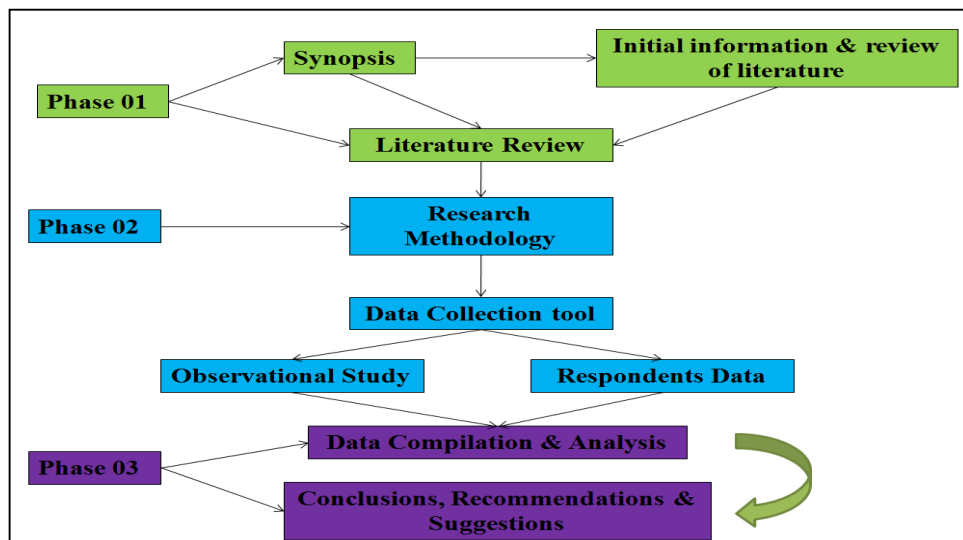 Synopsis
Initial information & review
of literature
Phase 01
Literature Review
Phase 02
Research
Methodology
Data Collection tool
Observational Study
Respondents Data
Data Compilation & Analysis
Phase 03
Conclusions, Recommendations &
Suggestions